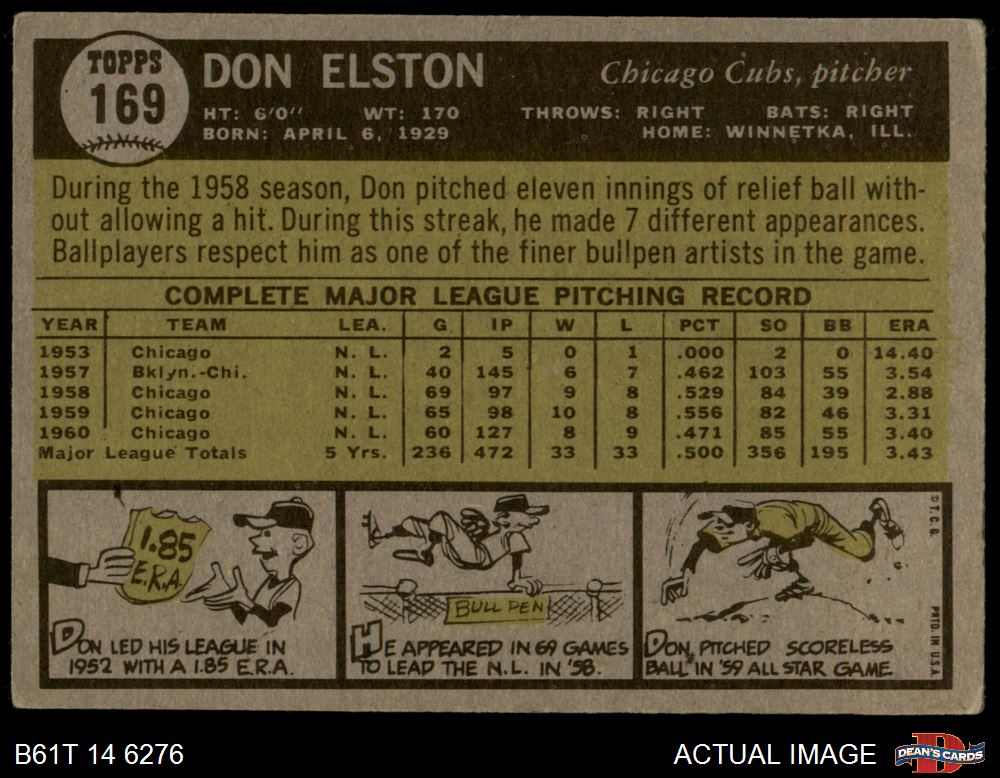 TOPPS
169
DON ELSTON
Chicago Cubs, pitcher
HT: 6'0" WT: 170 THROWS: RIGHT BATS: RIGHT
BORN: APRIL 6, 1929 HOME: WINNETKA, ILL.
During the 1958 season, Don pitched eleven innings of relief ball with-
out allowing a hit. During this streak, he made 7 different appearances.
Ballplayers respect him as one of the finer bullpen artists in the game.
COMPLETE MAJOR LEAGUE PITCHING RECORD
YEAR TEAM LEA. G IP W L PCT SO BB ERA
1953 Chicago N. L. 2 5 0 1 .000 2 0 14.40
1957 Bklyn.-Chi. N. L. 40 145 6 7 .462 103 55 3.54
1958 Chicago N. L. 69 97 9 8 .529 84 39 2.88
1959 Chicago N. L. 65 98 10 8 .556 82 46 3.31
1960 Chicago N. L. 60 127 8 9 .471 85 55 3.40
Major League Totals 5 Yrs. 236 472 33 33 .500 356 195 3.43
1.85
E.R.A.
DON LED HIS LEAGUE IN
1952 WITH A 1.85 E.R.A.
BULL PEN
HE APPEARED IN 69 GAMES
TO LEAD THE N.L. IN '58.
DON PITCHED SCORELESS
BALL IN '59 ALL STAR GAME.
©T.C.G.
PRTD. IN U.S.A.
B61T 14 6276
ACTUAL IMAGE
D
DEAN'S CARDS